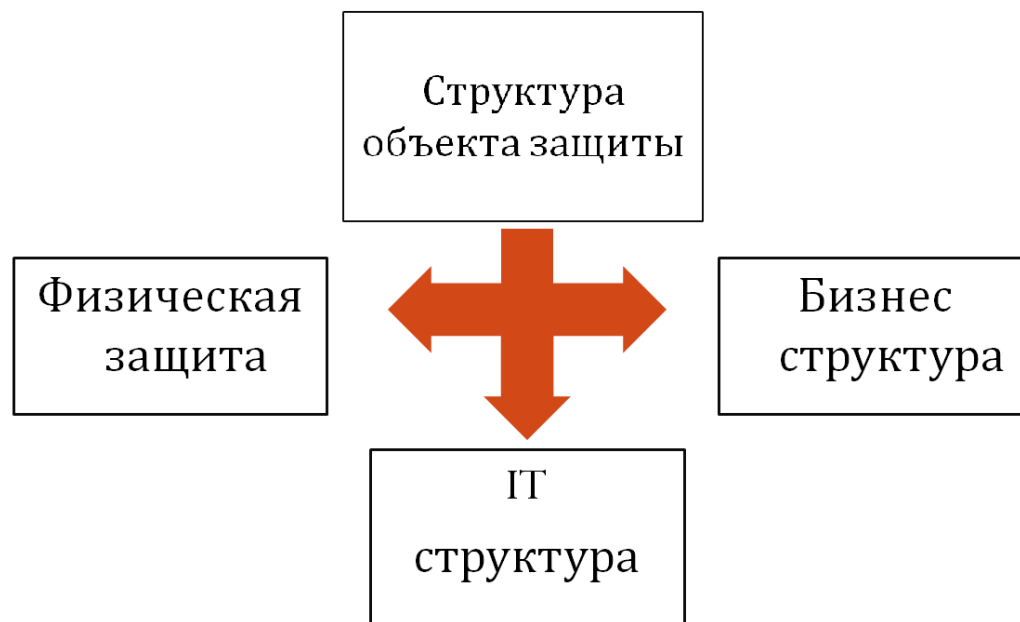 Структура
объекта защиты
Физическая
защита
Бизнес
структура
IT
структура